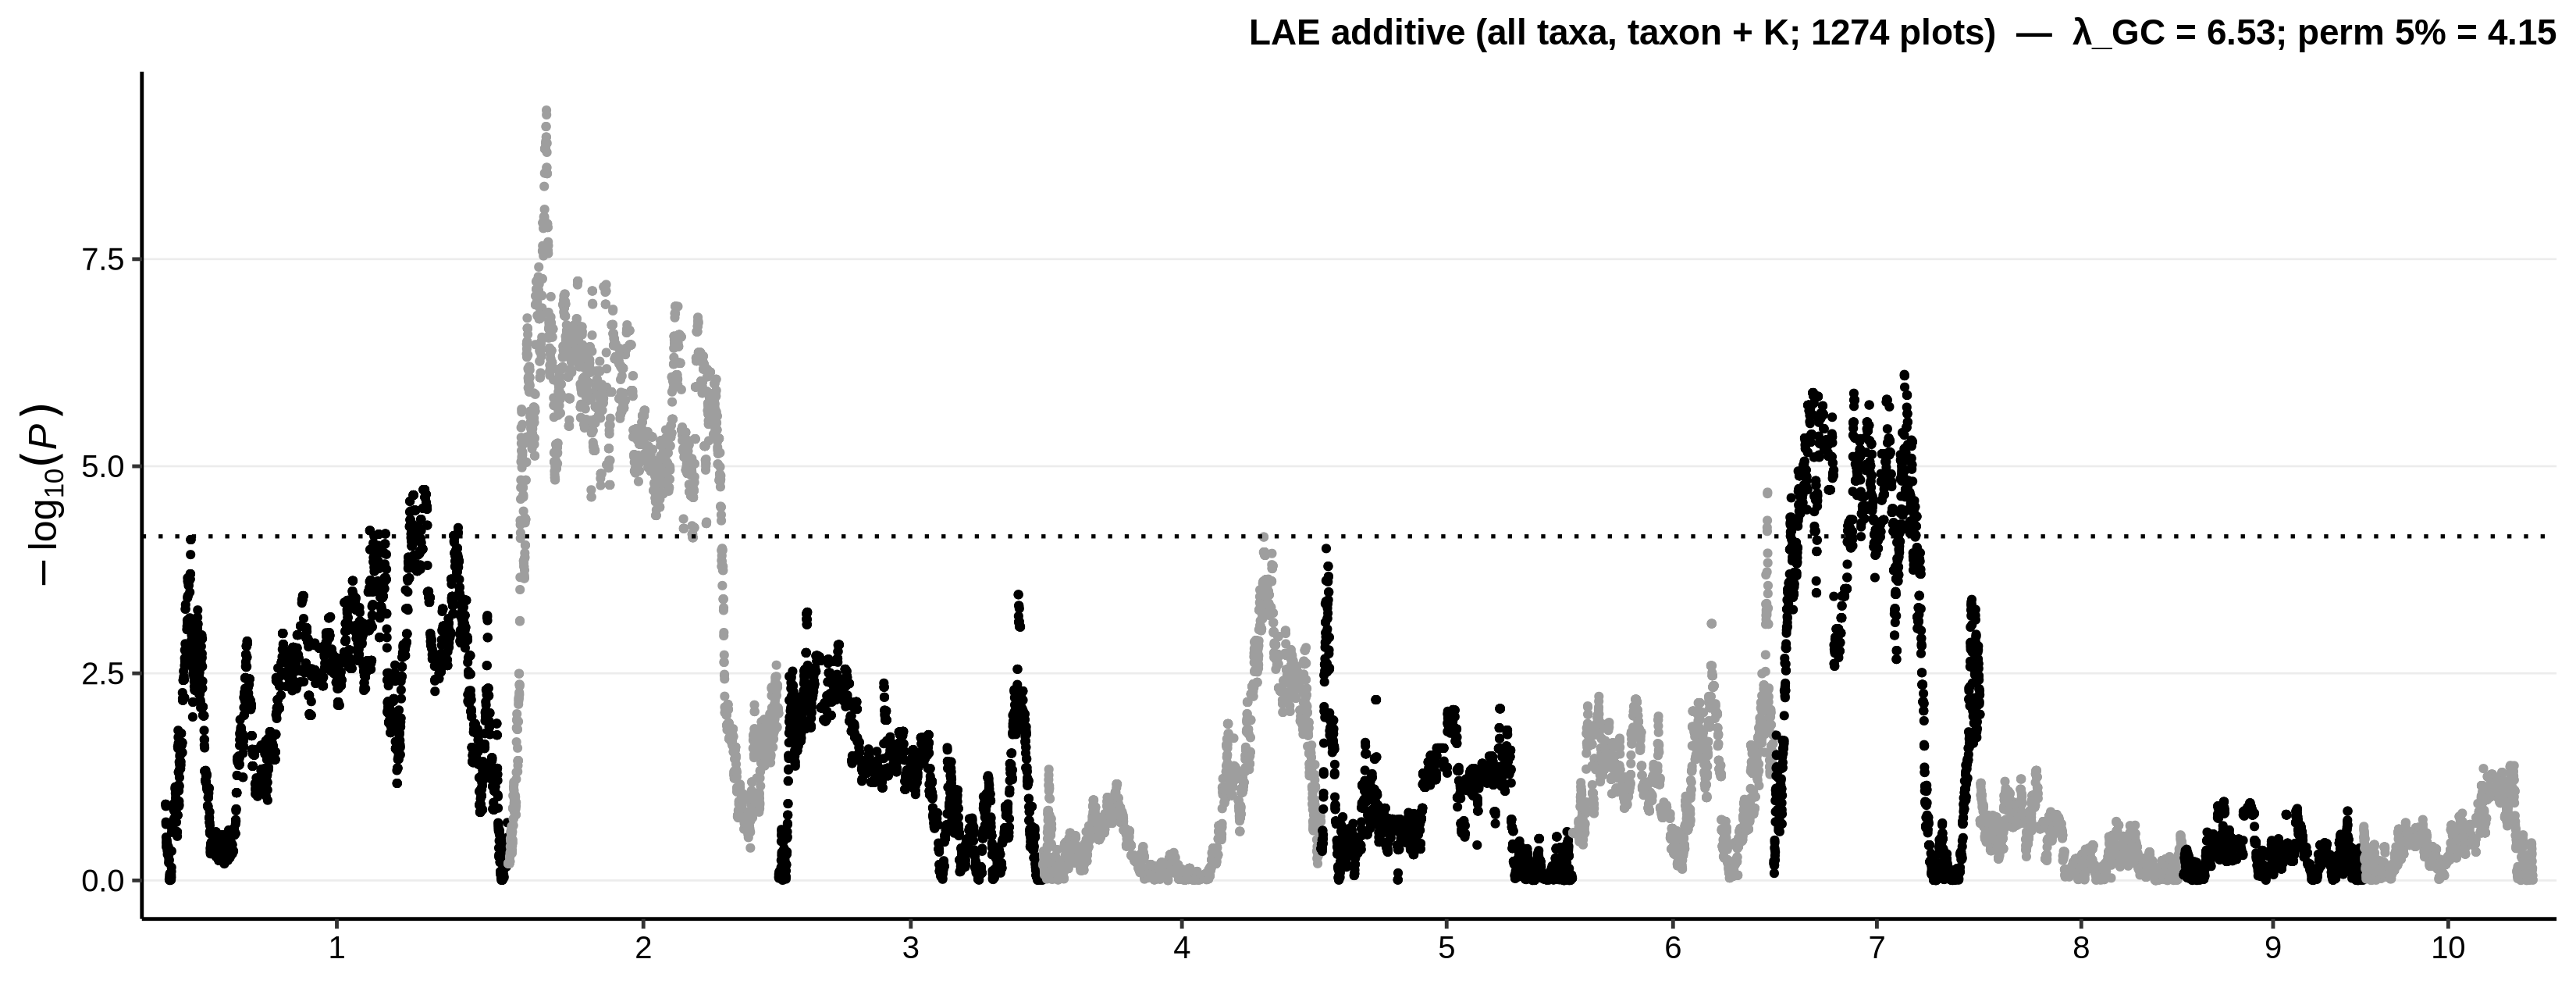 LAE additive (all taxa, taxon + K; 1274 plots) — λ_GC = 6.53; perm 5% = 4.15
− log10(P)
7.5
5.0
2.5
0.0
1 2 3 4 5 6 7 8 9 10